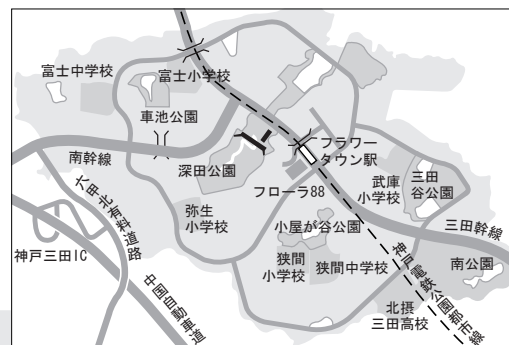 富士中学校
富士小学校
車池公園
南幹線
深田公園
フラワー
タウン駅
フローラ88
武庫
小学校
三田
谷公園
六甲北有料道路
弥生
小学校
小屋が谷公園
三田幹線
神戸三田IC
狭間
小学校
狭間中学校
南公園
中国自動車道
神戸電鉄公園都市線
北摂
三田高校